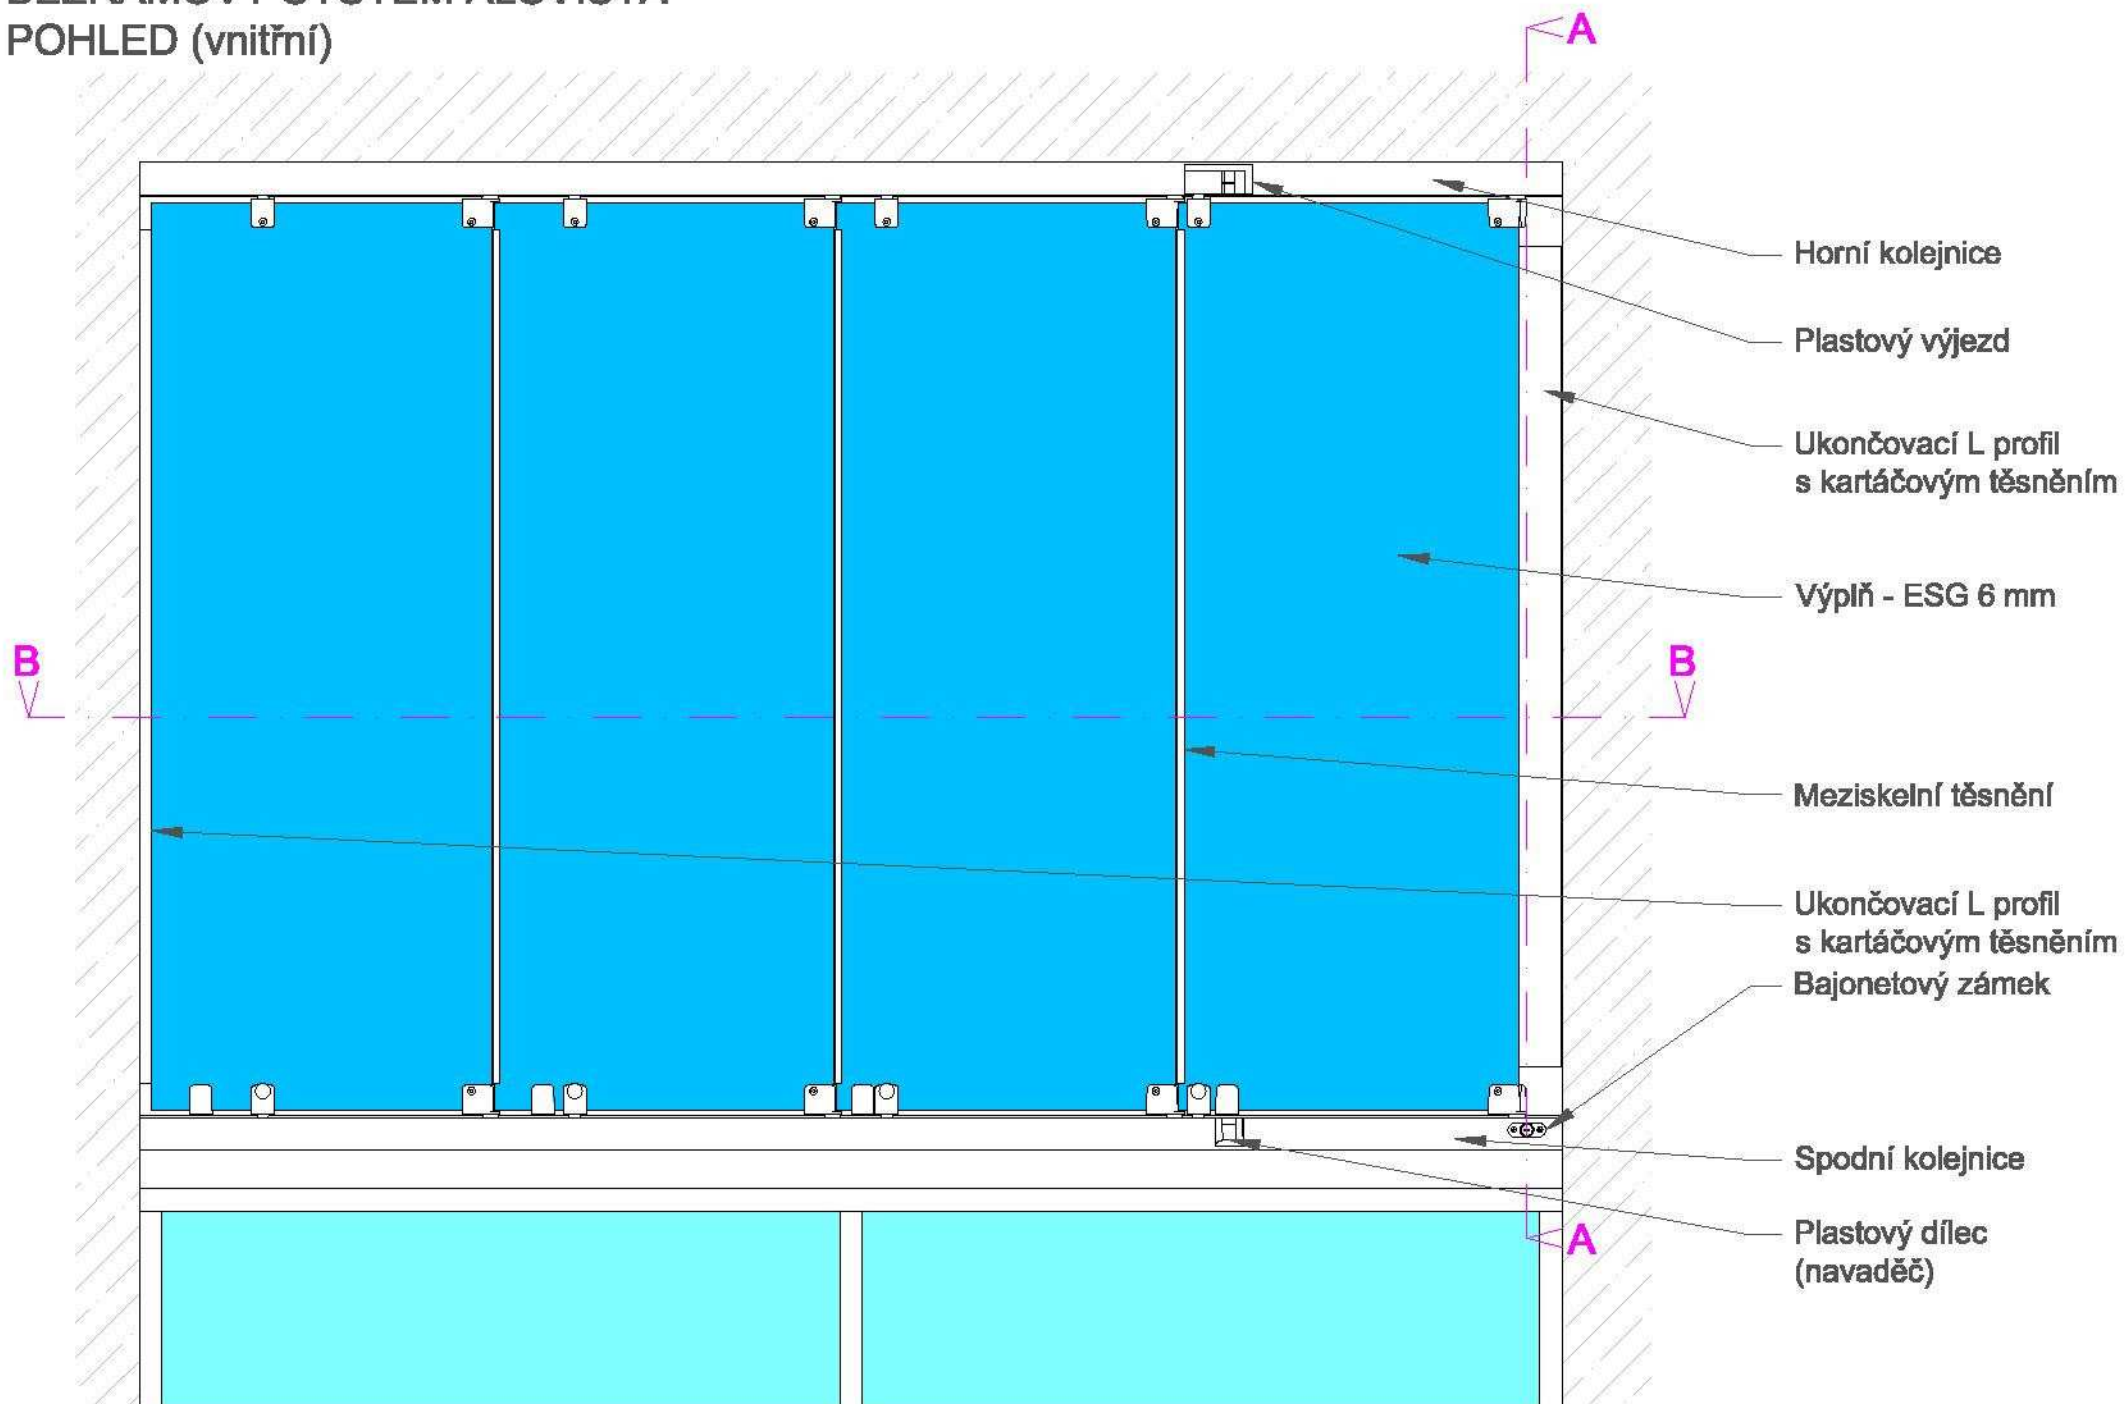 POHLED (vnitřní)
A
Horní kolejnice
Plastový výjezd
Ukončovací L profil
s kartáčovým těsněním
Výplň - ESG 6 mm
B
B
Meziskelní těsnění
Ukončovací L profil
s kartáčovým těsněním
Bajonetový zámek
Spodní kolejnice
A
Plastový dílec
(navaděč)